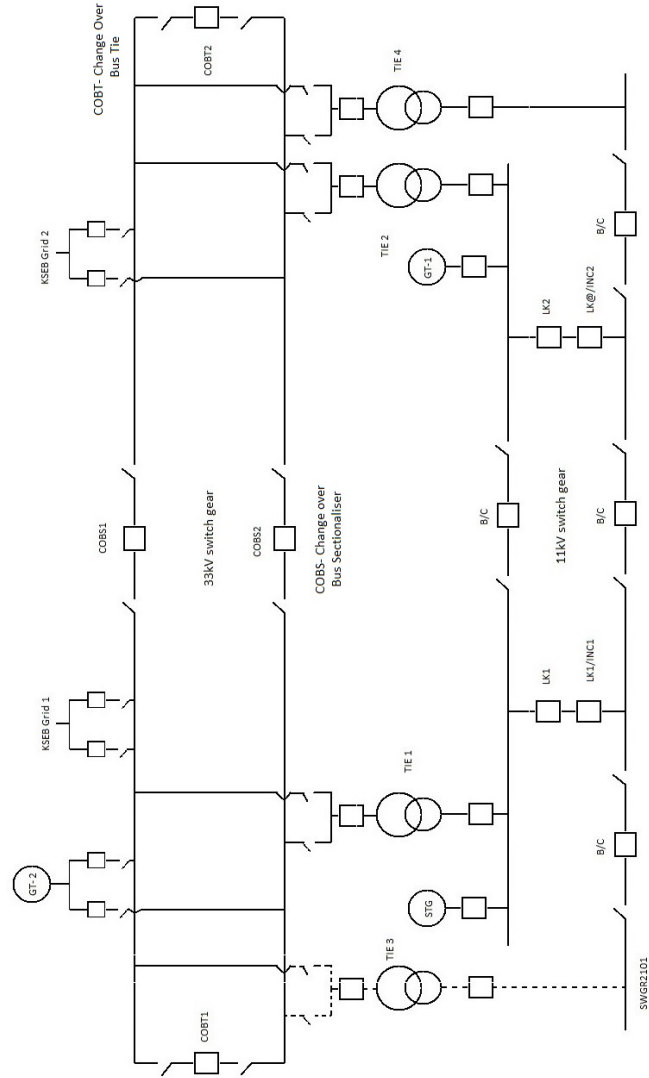 COBT- Change Over
Bus Tie
COBT2
KSEB Grid 2
TIE 4
TIE 2
GT-1
LK2
LK@/INC2
B/C
COBS1
33kV switch gear
COBS2
COBS- Change over
Bus Sectionaliser
B/C
11kV switch gear
B/C
KSEB Grid 1
LK1
LK1/INC1
TIE 1
GT- 2
B/C
STG
TIE 3
COBT1
SWGR2101